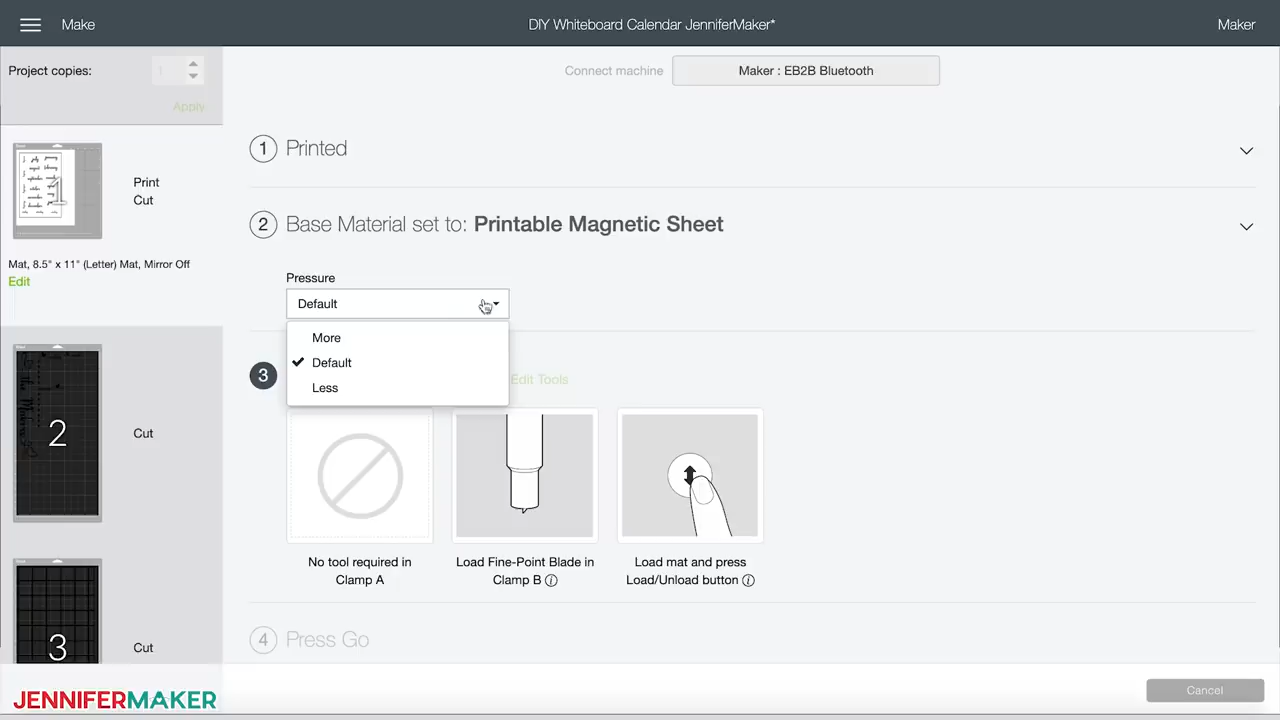 Make
DIY Whiteboard Calendar JenniferMaker*
Maker
Project copies:
1
Apply
Connect machine
Maker : EB2B Bluetooth
1
Print
Cut
Mat, 8.5" x 11" (Letter) Mat, Mirror Off
Edit
2
Cut
3
Cut
1 Printed
2 Base Material set to: Printable Magnetic Sheet
Pressure
Default
More
Default
Less
3
Edit Tools
No tool required in
Clamp A
Load Fine-Point Blade in
Clamp B
Load mat and press
Load/Unload button
4 Press Go
Cancel
JENNIFERMAKER